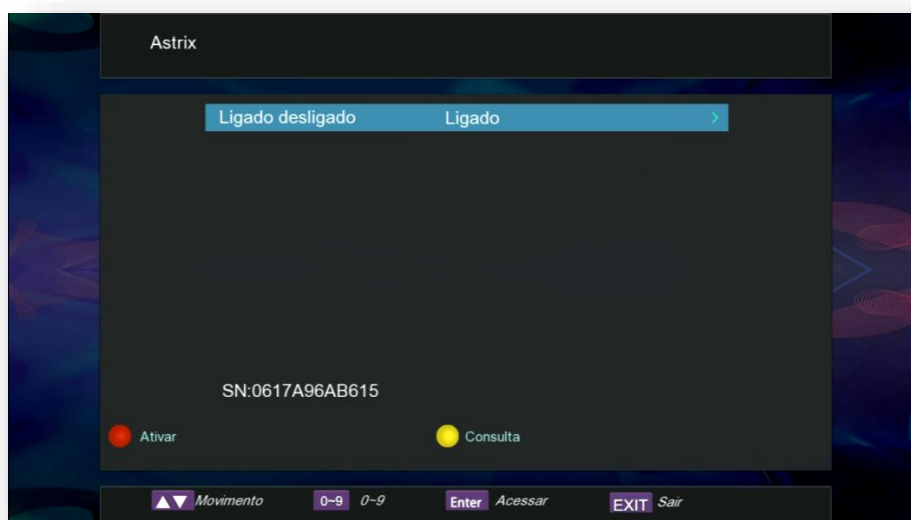 Astrix
Ligado desligado Ligado >
SN:0617A96AB615
Ativar Consulta
▲▼ Movimento 0~9 0~9 Enter Acessar EXIT Sair